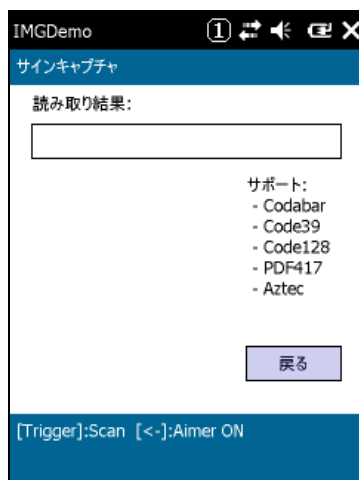 IMGDemo
1
サインキャプチャ
読み取り結果:
サポート:
- Codabar
- Code39
- Code128
- PDF417
- Aztec
戻る
[Trigger]:Scan [<-]:Aimer ON